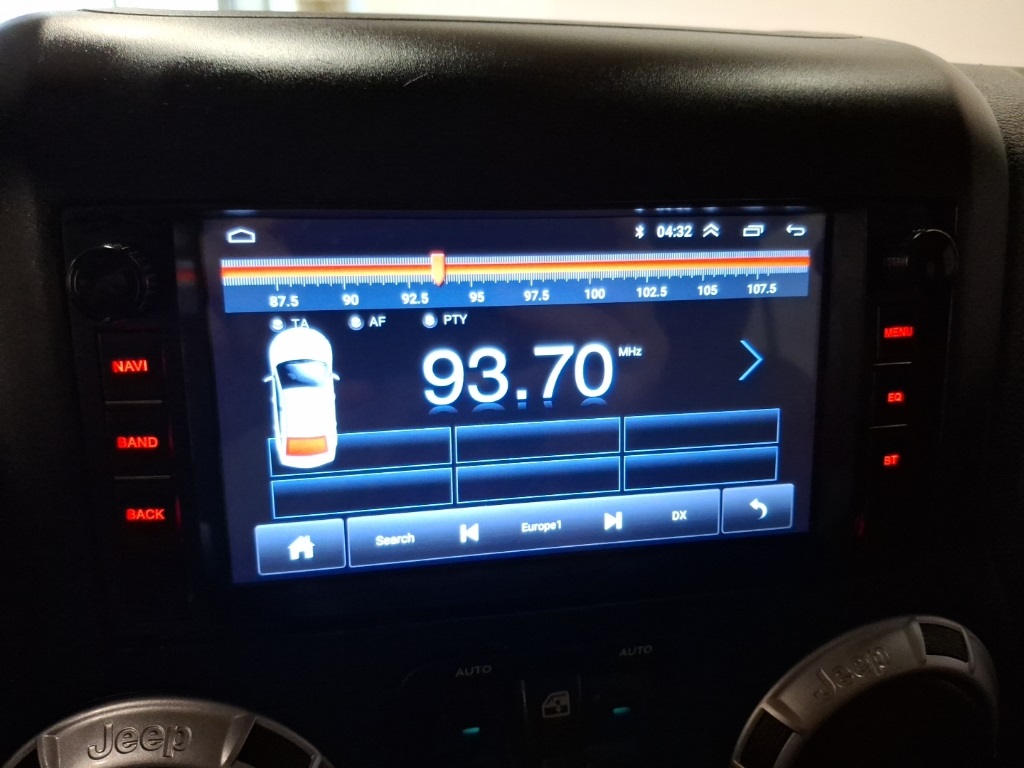 04:32
87.5 90 92.5 95 97.5 100 102.5 105 107.5
TA AF PTY
93.70 MHz
Search Europe1 DX
NAVI
BAND
BACK
MENU
EQ
BT
AUTO AUTO
Jeep Jeep